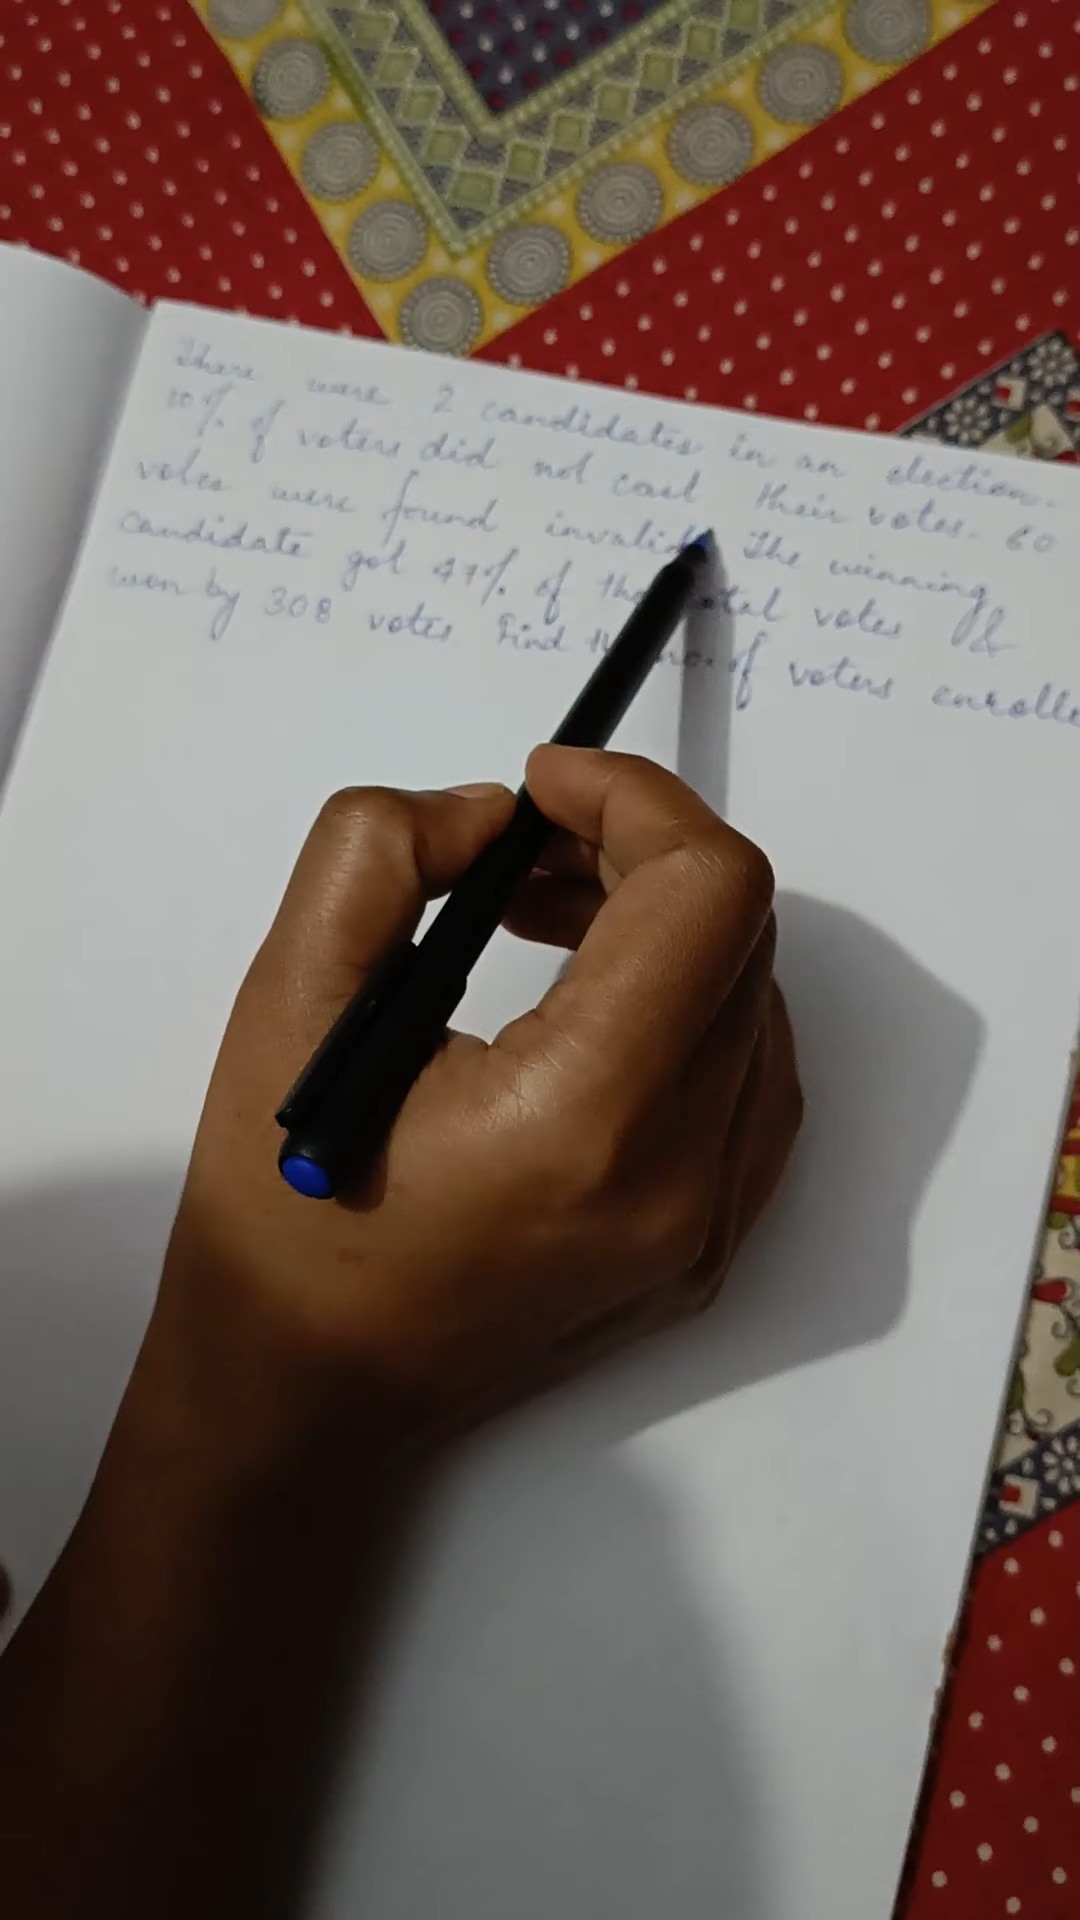 There were 2 candidates in an election.
10% of voters did not cast their votes. 60
votes were found invalid. The winning
candidate got 47% of the total votes &
won by 308 votes Find no. of voters enrolle